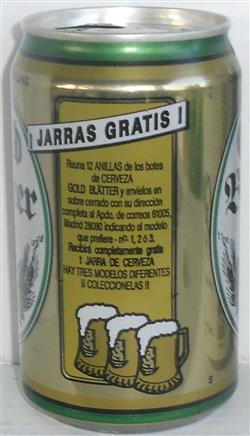 ¡ JARRAS GRATIS !
Reuna 12 ANILLAS de los botes
de CERVEZA
GOLD BLÄTTER y envielos en
sobre cerrado con su dirección
completa al Apdo. de correos 61005,
Madrid 28080 indicando el modelo
que prefiere - nº. 1, 2 ó 3.
Recibirá completamente gratis
1 JARRA DE CERVEZA
HAY TRES MODELOS DIFERENTES
¡¡ COLECCIONELAS !!
S